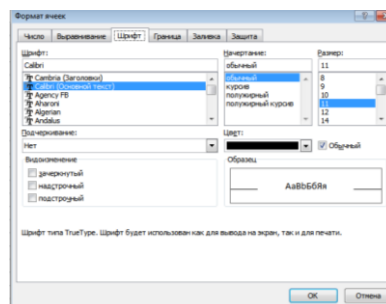 Формат ячеек
Число Выравнивание Шрифт Граница Заливка Защита
Шрифт: Начертание: Размер:
Calibri обычный 11
Cambria (Заголовки) обычный 8
Calibri (Основной текст) курсив 9
Agency FB полужирный 10
Aharoni полужирный курсив 11
Algerian 12
Andalus 14
Подчеркивание: Цвет:
Нет Обычный
Видоизменение Образец
зачеркнутый
надстрочный АаВbБбЯя
подстрочный
Шрифт типа TrueType. Шрифт будет использован как для вывода на экран, так и для печати.
ОК Отмена